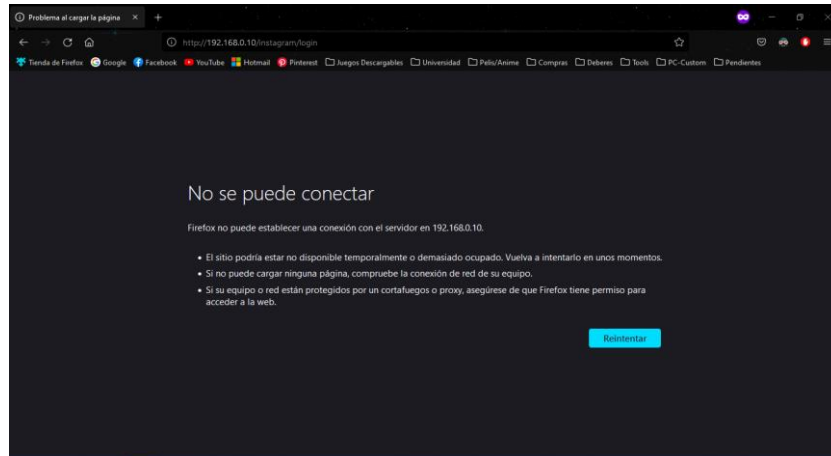 Problema al cargar la página
http://192.168.0.10/instagram/login
Tienda de Firefox Google Facebook YouTube Hotmail Pinterest Juegos Descargables Universidad Pelis/Anime Compras Deberes Tools PC-Custom Pendientes
No se puede conectar
Firefox no puede establecer una conexión con el servidor en 192.168.0.10.
• El sitio podría estar no disponible temporalmente o demasiado ocupado. Vuelva a intentarlo en unos momentos.
• Si no puede cargar ninguna página, compruebe la conexión de red de su equipo.
• Si su equipo o red están protegidos por un cortafuegos o proxy, asegúrese de que Firefox tiene permiso para
acceder a la web.
Reintentar